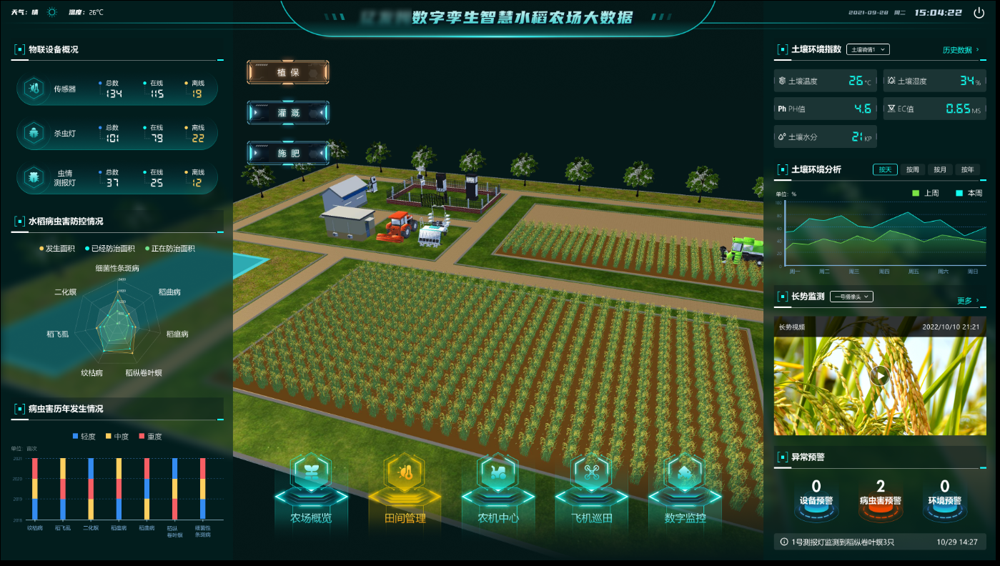 天气：晴 温度：26℃
数字孪生智慧水稻农场大数据
2021-09-28 周二 15:04:22
物联设备概况
传感器 总数 134 在线 115 离线 19
杀虫灯 总数 101 在线 79 离线 22
虫情测报灯 总数 37 在线 25 离线 12
水稻病虫害防控情况
发生面积 已经防治面积 正在防治面积
细菌性条斑病
二化螟 稻曲病
稻飞虱 稻瘟病
纹枯病 稻纵卷叶螟
病虫害历年发生情况
轻度 中度 重度
单位：亩次
2021
2020
2019
2018
纹枯病 稻飞虱 二化螟 稻瘟病 稻曲病 稻纵卷叶螟 细菌性条斑病
植保
灌溉
施肥
农场概览 田间管理 农机中心 飞机巡田 数字监控
土壤环境指数 土壤墒情1 历史数据 >
土壤温度 26 ℃ 土壤湿度 34 %
Ph PH值 4.6 EC值 0.65 MS
土壤水分 21 KP
土壤环境分析 按天 按周 按月 按年
单位：% 上周 本周
80
60
40
20
0
周一 周二 周三 周四 周五 周六 周日
长势监测 一号摄像头 更多 >
长势视频 2022/10/10 21:21
异常预警
0 2 0
设备预警 病虫害预警 环境预警
1号测报灯监测到稻纵卷叶螟3只 10/29 14:27